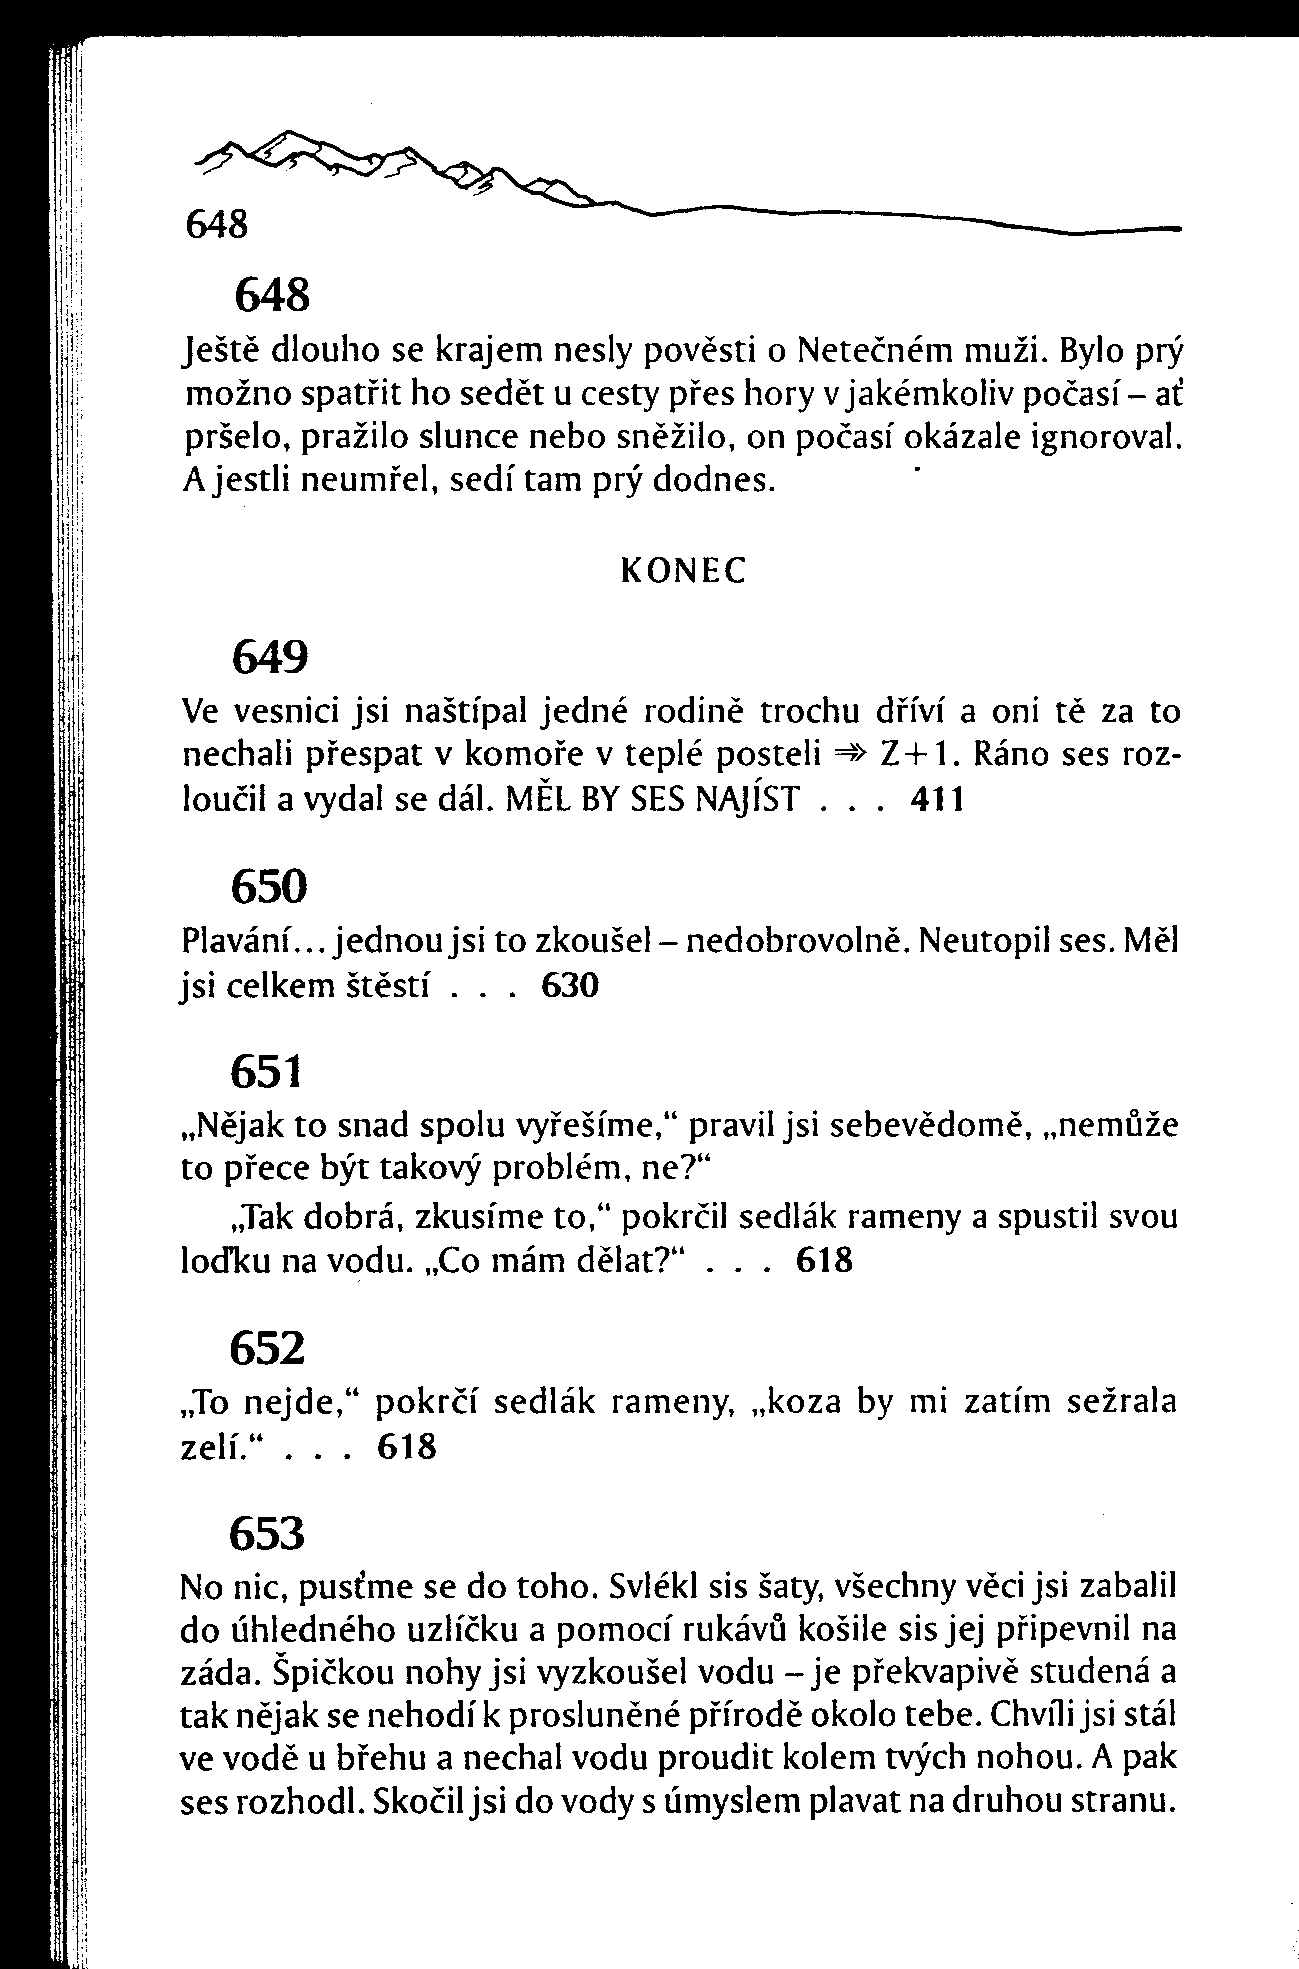 648
648
Ještě dlouho se krajem nesly pověsti o Netečném muži. Bylo prý
možno spatřit ho sedět u cesty přes hory v jakémkoliv počasí – ať
pršelo, pražilo slunce nebo sněžilo, on počasí okázale ignoroval.
A jestli neumřel, sedí tam prý dodnes.
KONEC
649
Ve vesnici jsi naštípal jedné rodině trochu dříví a oni tě za to
nechali přespat v komoře v teplé posteli ⇒ Z+1. Ráno ses roz-
loučil a vydal se dál. MĚL BY SES NAJÍST . . . 411
650
Plavání... jednou jsi to zkoušel – nedobrovolně. Neutopil ses. Měl
jsi celkem štěstí . . . 630
651
„Nějak to snad spolu vyřešíme,“ pravil jsi sebevědomě, „nemůže
to přece být takový problém, ne?“
„Tak dobrá, zkusíme to,“ pokrčil sedlák rameny a spustil svou
loďku na vodu. „Co mám dělat?“ . . . 618
652
„To nejde,“ pokrčí sedlák rameny, „koza by mi zatím sežrala
zelí.“ . . . 618
653
No nic, pusťme se do toho. Svlékl sis šaty, všechny věci jsi zabalil
do úhledného uzlíčku a pomocí rukávů košile sis jej připevnil na
záda. Špičkou nohy jsi vyzkoušel vodu – je překvapivě studená a
tak nějak se nehodí k prosluněné přírodě okolo tebe. Chvíli jsi stál
ve vodě u břehu a nechal vodu proudit kolem tvých nohou. A pak
ses rozhodl. Skočil jsi do vody s úmyslem plavat na druhou stranu.